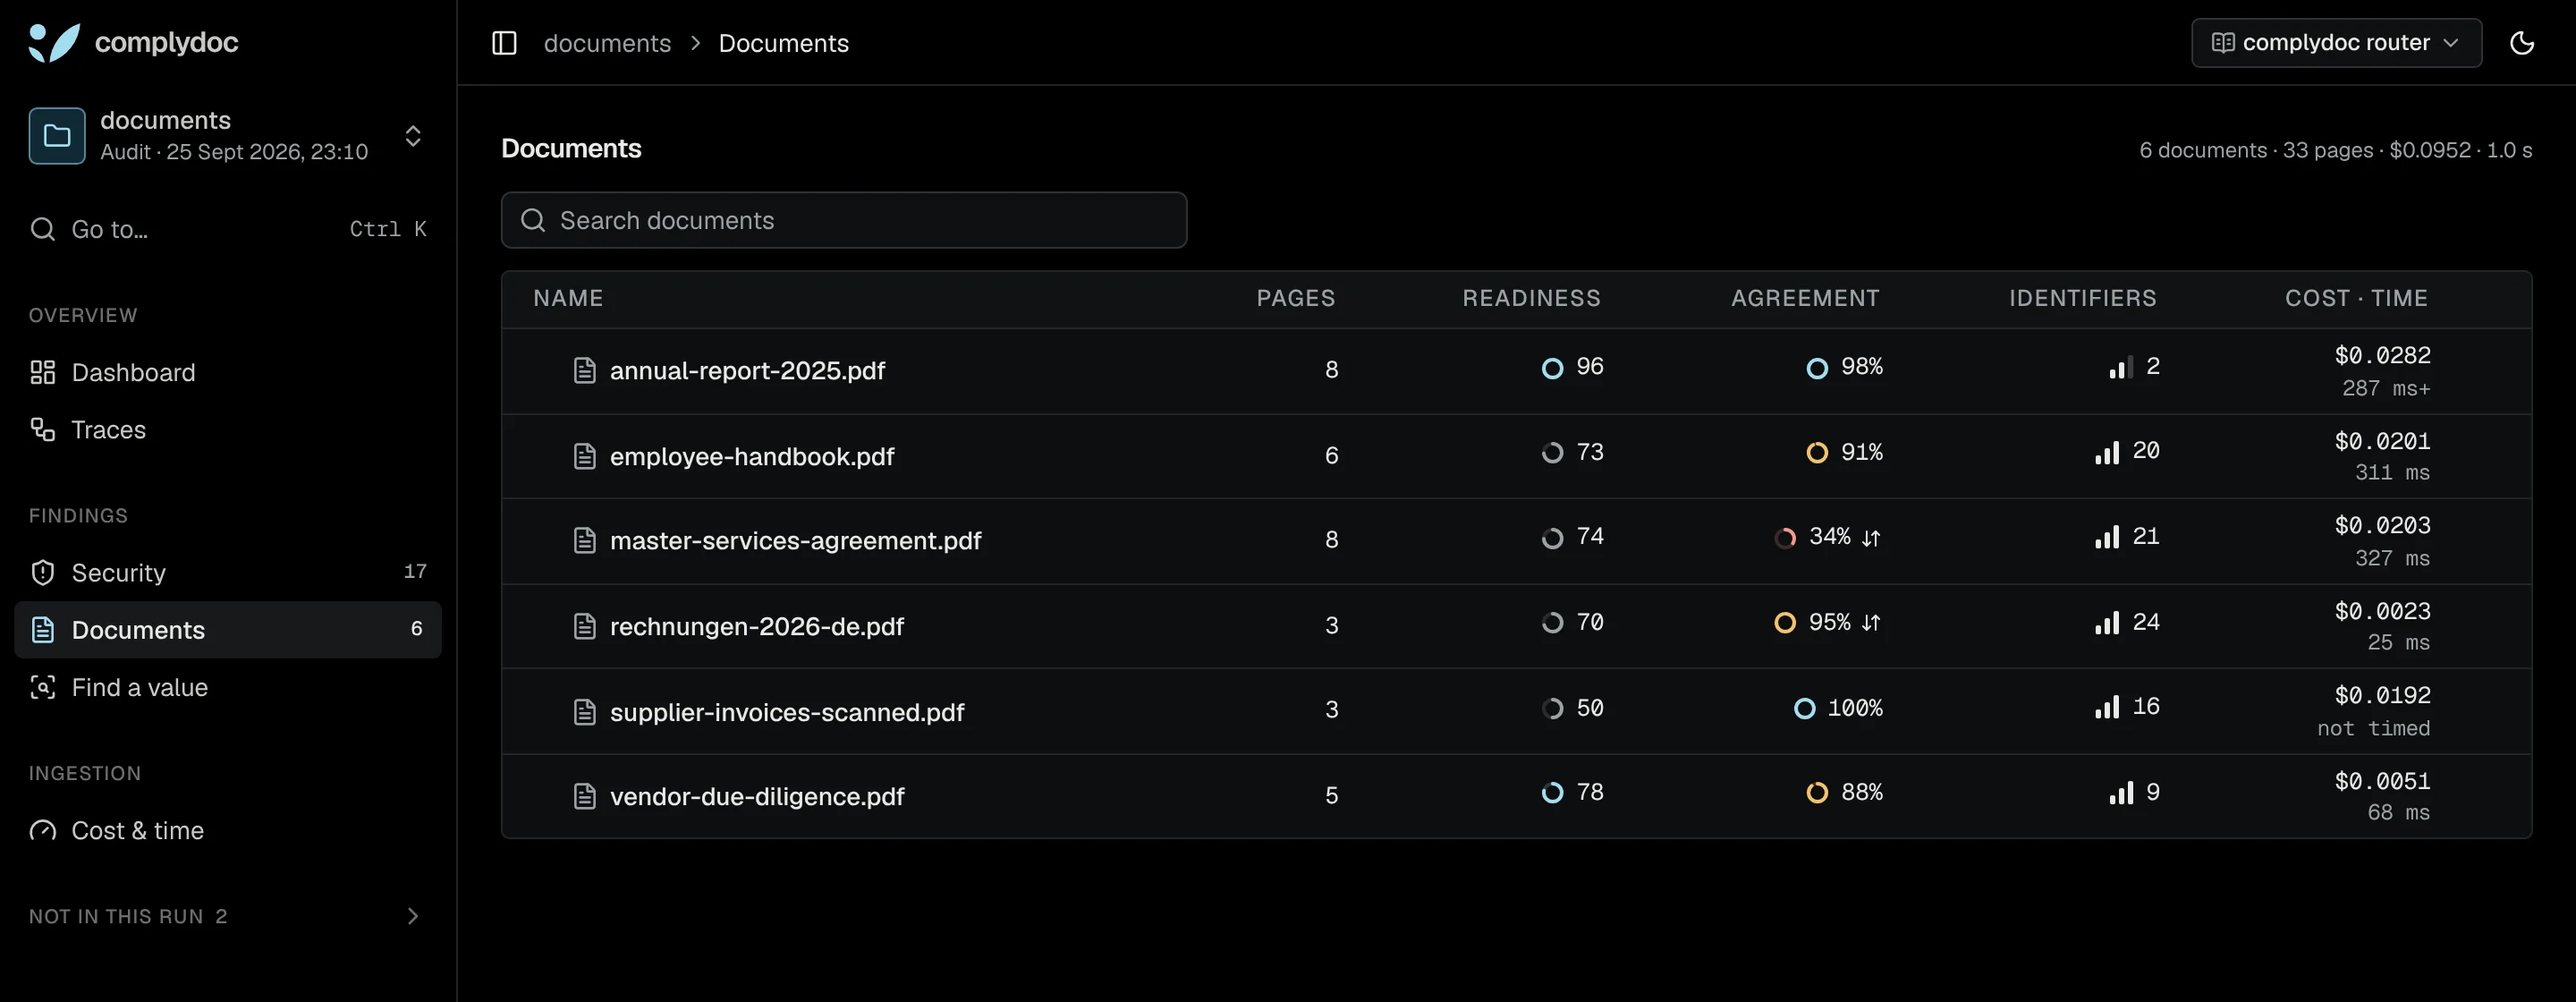 complydoc
documents
Audit · 25 Sept 2026, 23:10
Go to... Ctrl K
OVERVIEW
Dashboard
Traces
FINDINGS
Security 17
Documents 6
Find a value
INGESTION
Cost & time
NOT IN THIS RUN 2
documents > Documents
complydoc router
Documents
6 documents · 33 pages · $0.0952 · 1.0 s
Search documents
NAME PAGES READINESS AGREEMENT IDENTIFIERS COST · TIME
annual-report-2025.pdf 8 96 98% 2 $0.0282
287 ms+
employee-handbook.pdf 6 73 91% 20 $0.0201
311 ms
master-services-agreement.pdf 8 74 34% 21 $0.0203
327 ms
rechnungen-2026-de.pdf 3 70 95% 24 $0.0023
25 ms
supplier-invoices-scanned.pdf 3 50 100% 16 $0.0192
not timed
vendor-due-diligence.pdf 5 78 88% 9 $0.0051
68 ms